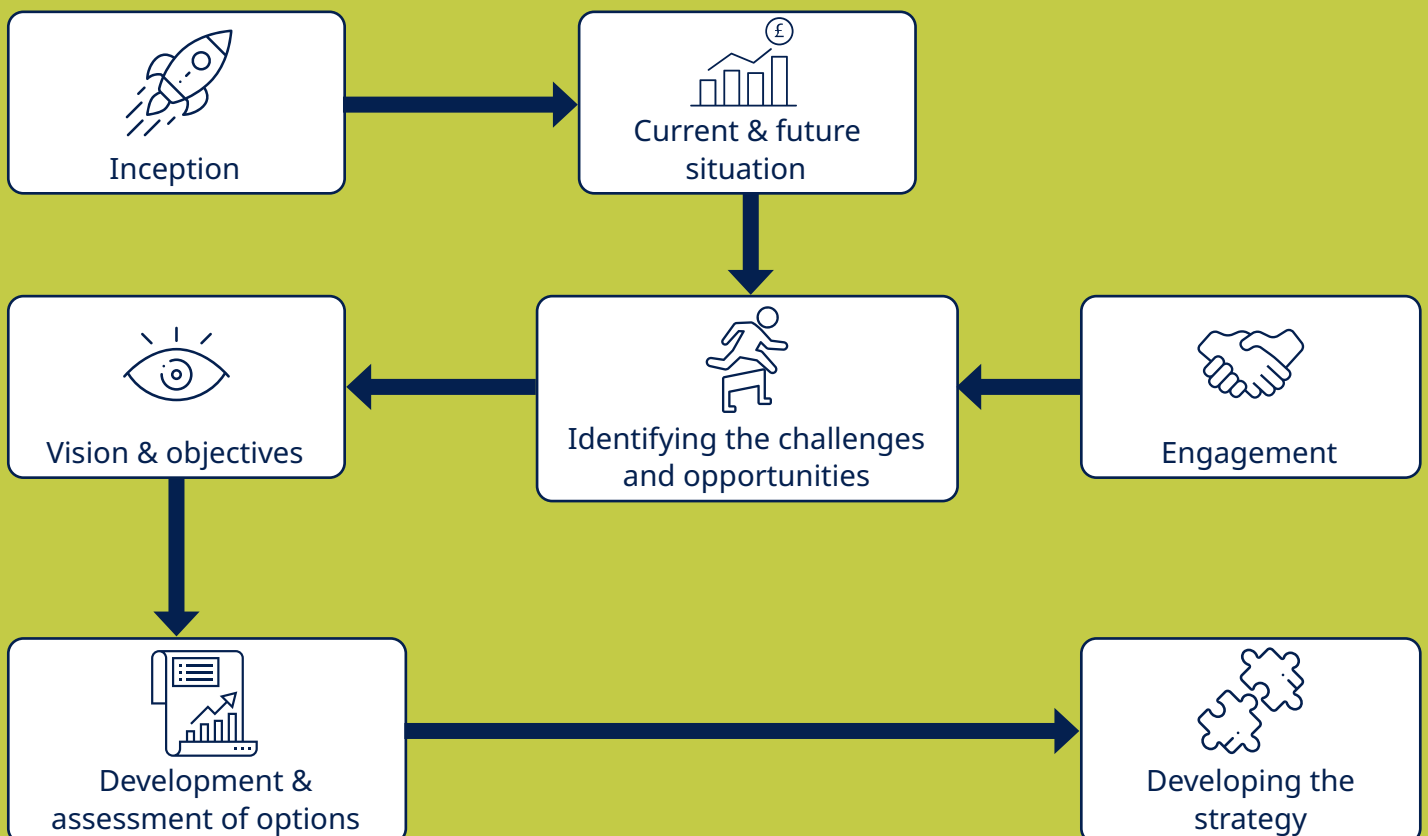 £
Inception
Current & future
situation
Vision & objectives
Identifying the challenges
and opportunities
Engagement
Development &
assessment of options
Developing the
strategy